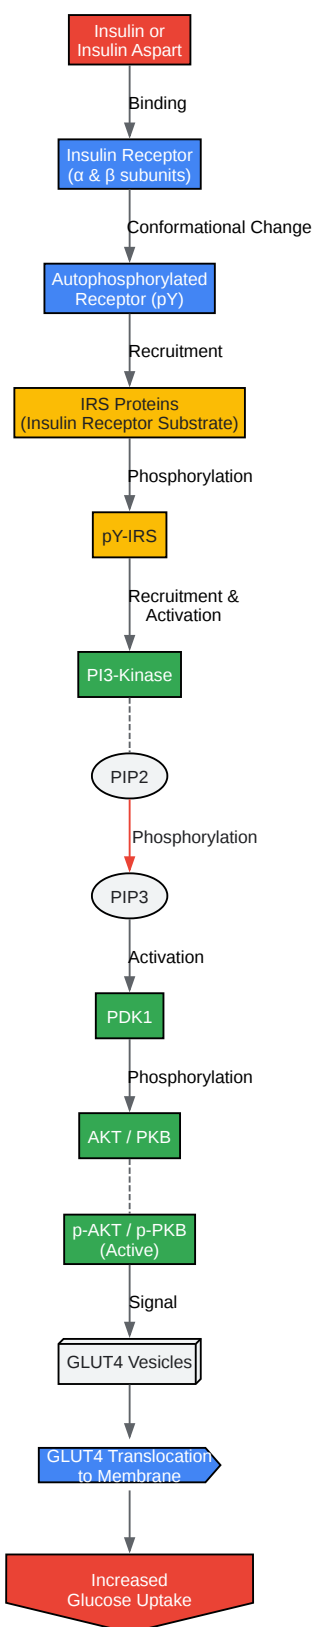 Insulin or
Insulin Aspart
Binding
Insulin Receptor
(α & β subunits)
Conformational Change
Autophosphorylated
Receptor (pY)
Recruitment
IRS Proteins
(Insulin Receptor Substrate)
Phosphorylation
pY-IRS
Recruitment &
Activation
PI3-Kinase
PIP2
Phosphorylation
PIP3
Activation
PDK1
Phosphorylation
AKT / PKB
p-AKT / p-PKB
(Active)
Signal
GLUT4 Vesicles
GLUT4 Translocation
to Membrane
Increased
Glucose Uptake